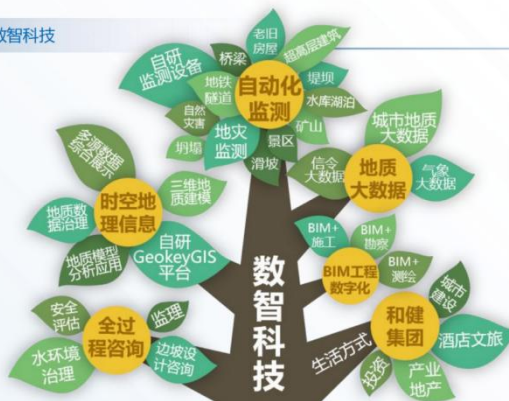 数智科技
老旧
房屋
超高层建筑
桥梁
自研
监测设备
堤坝
地铁
隧道
自动化
监测
水库湖泊
自然
灾害
矿山
地灾
监测
景区
坍塌
滑坡
城市地质
大数据
信令
大数据
地质
大数据
气象
大数据
多源数据
综合展示
三维地
质建模
时空地
理信息
地质数
据治理
自研
GeokeyGIS
平台
地质模型
分析应用
BIM+
施工
BIM+
勘察
BIM+
测绘
BIM工程
数字化
数智科技
城市
建设
和健
集团
生活方式
酒店文旅
投资
产业
地产
安全
评估
监理
全过
程咨询
水环境
治理
边坡设
计咨询